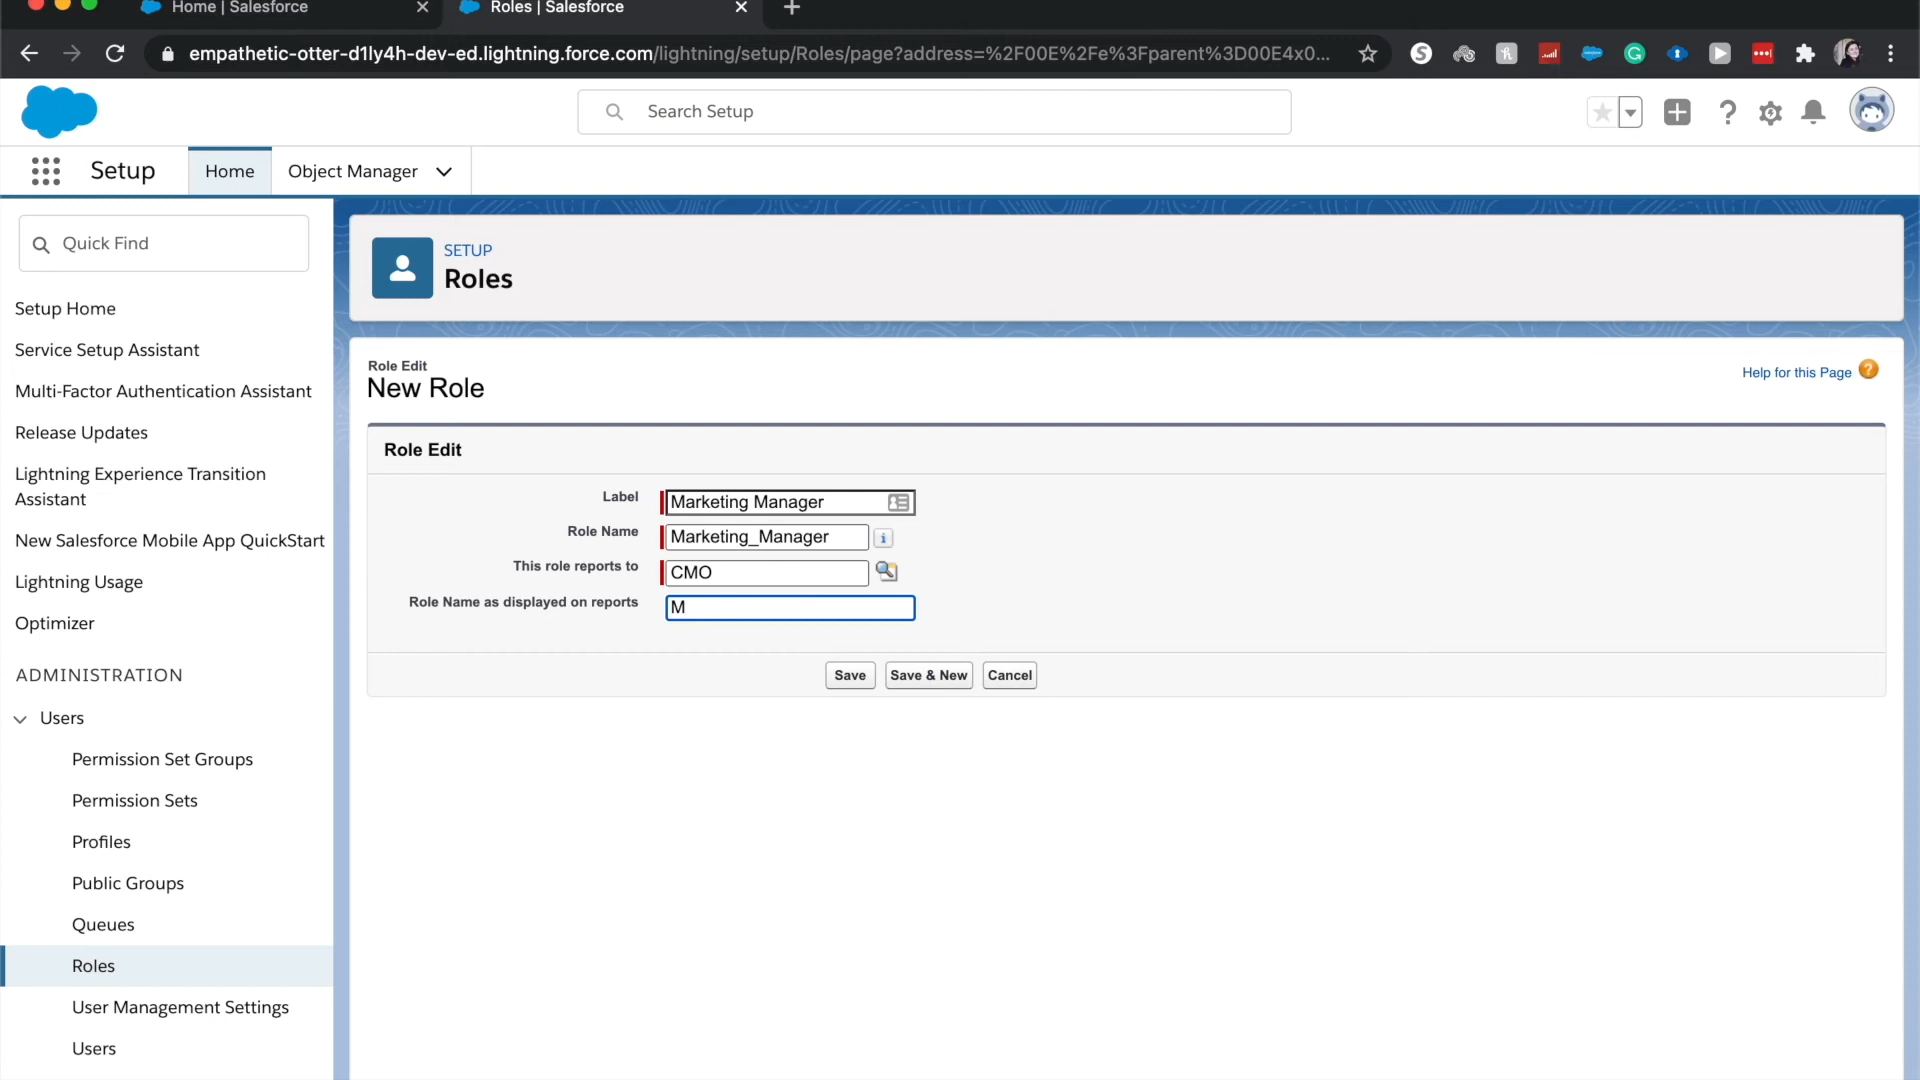 Home | Salesforce
Roles | Salesforce
empathetic-otter-d1ly4h-dev-ed.lightning.force.com/lightning/setup/Roles/page?address=%2F00E%2Fe%3Fparent%3D00E4x0...
Search Setup
Setup
Home
Object Manager
Quick Find
SETUP
Roles
Setup Home
Service Setup Assistant
Multi-Factor Authentication Assistant
Release Updates
Lightning Experience Transition
Assistant
New Salesforce Mobile App QuickStart
Lightning Usage
Optimizer
ADMINISTRATION
Users
Permission Set Groups
Permission Sets
Profiles
Public Groups
Queues
Roles
User Management Settings
Users
Role Edit
New Role
Help for this Page
Role Edit
Label Marketing Manager
Role Name Marketing_Manager
This role reports to CMO
Role Name as displayed on reports M
Save Save & New Cancel